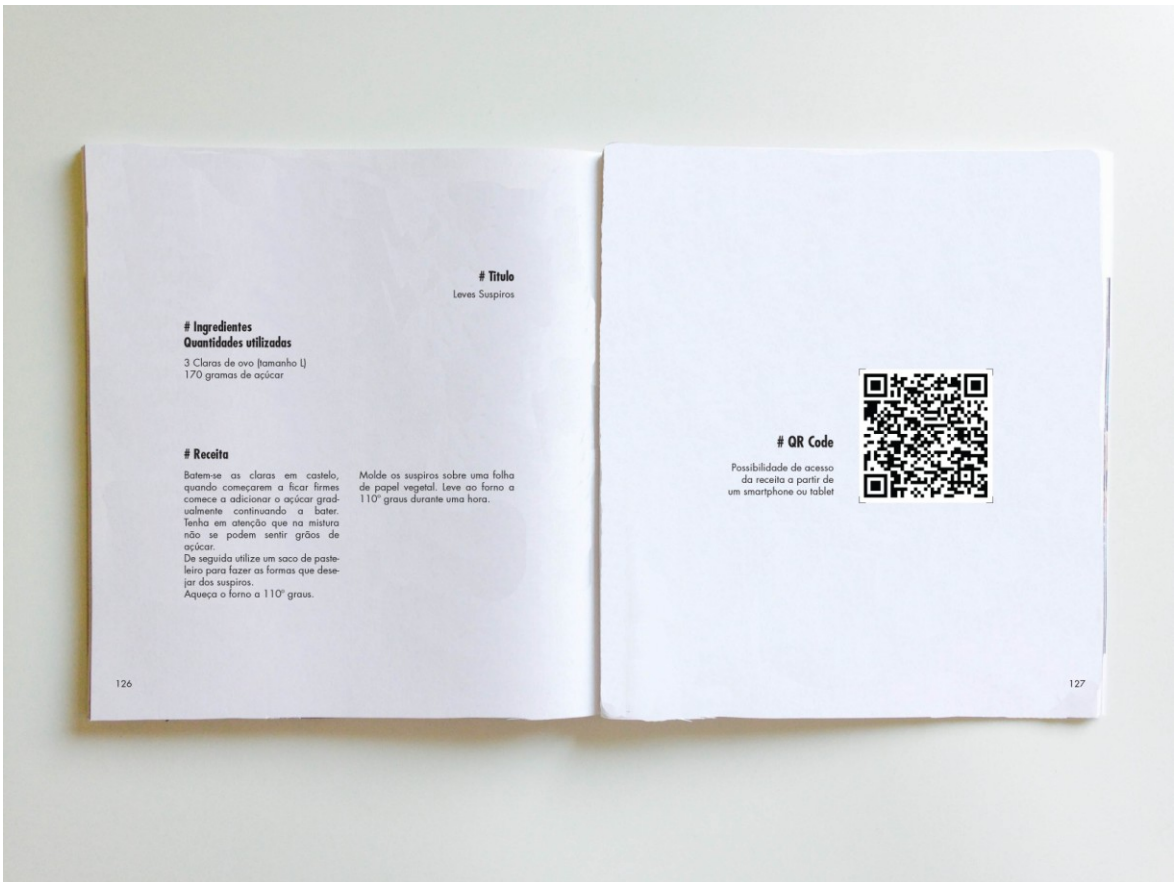 # Titulo
Leves Suspiros
# Ingredientes
Quantidades utilizadas
3 Claras de ovo (tamanho L)
170 gramas de açúcar
# Receita
Batem-se as claras em castelo,
quando começarem a ficar firmes
comece a adicionar o açúcar grad-
ualmente continuando a bater.
Tenha em atenção que na mistura
não se podem sentir grãos de
açúcar.
De seguida utilize um saco de paste-
leiro para fazer as formas que dese-
jar dos suspiros.
Aqueça o forno a 110º graus.
Molde os suspiros sobre uma folha
de papel vegetal. Leve ao forno a
110º graus durante uma hora.
126
# QR Code
Possibilidade de acesso
da receita a partir de
um smartphone ou tablet
127